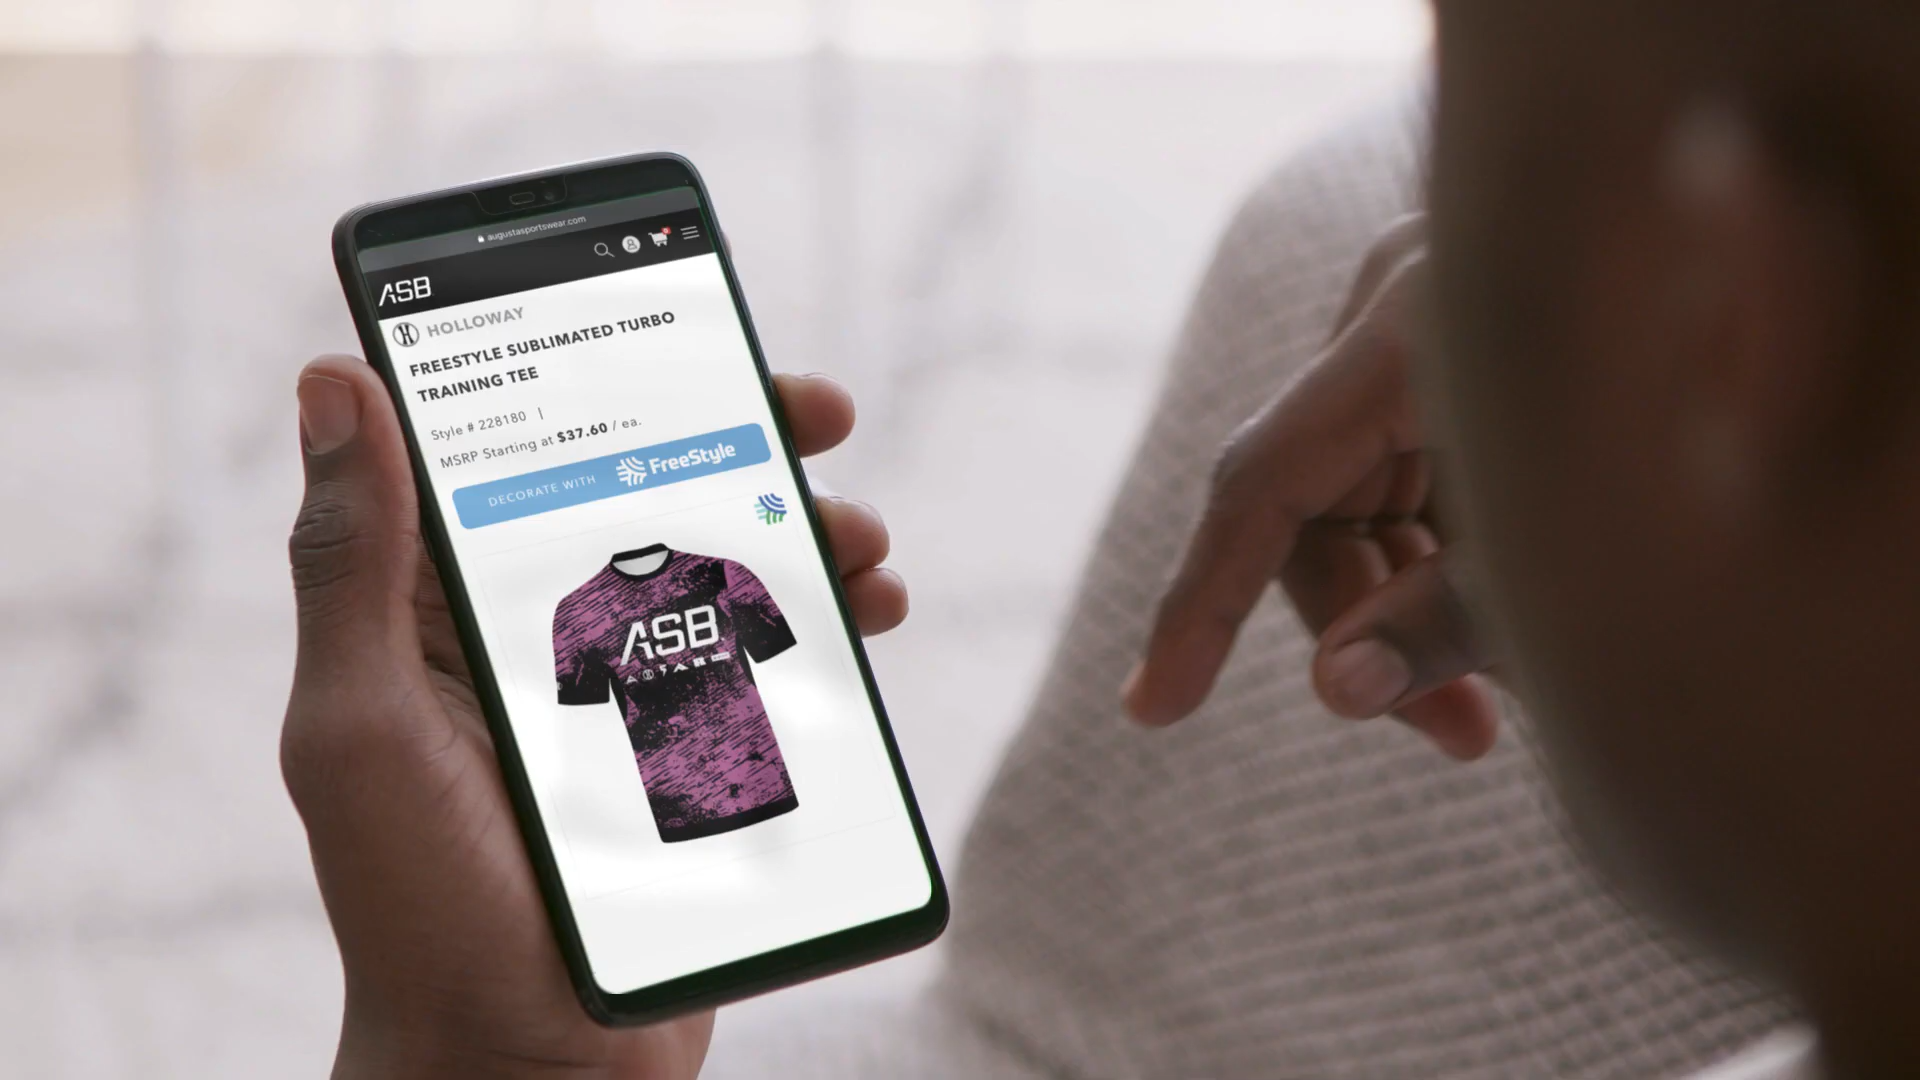 augustasportswear.com
0
ASB
HOLLOWAY
FREESTYLE SUBLIMATED TURBO
TRAINING TEE
Style # 228180 |
MSRP Starting at $37.60 / ea.
DECORATE WITH FreeStyle
ASB